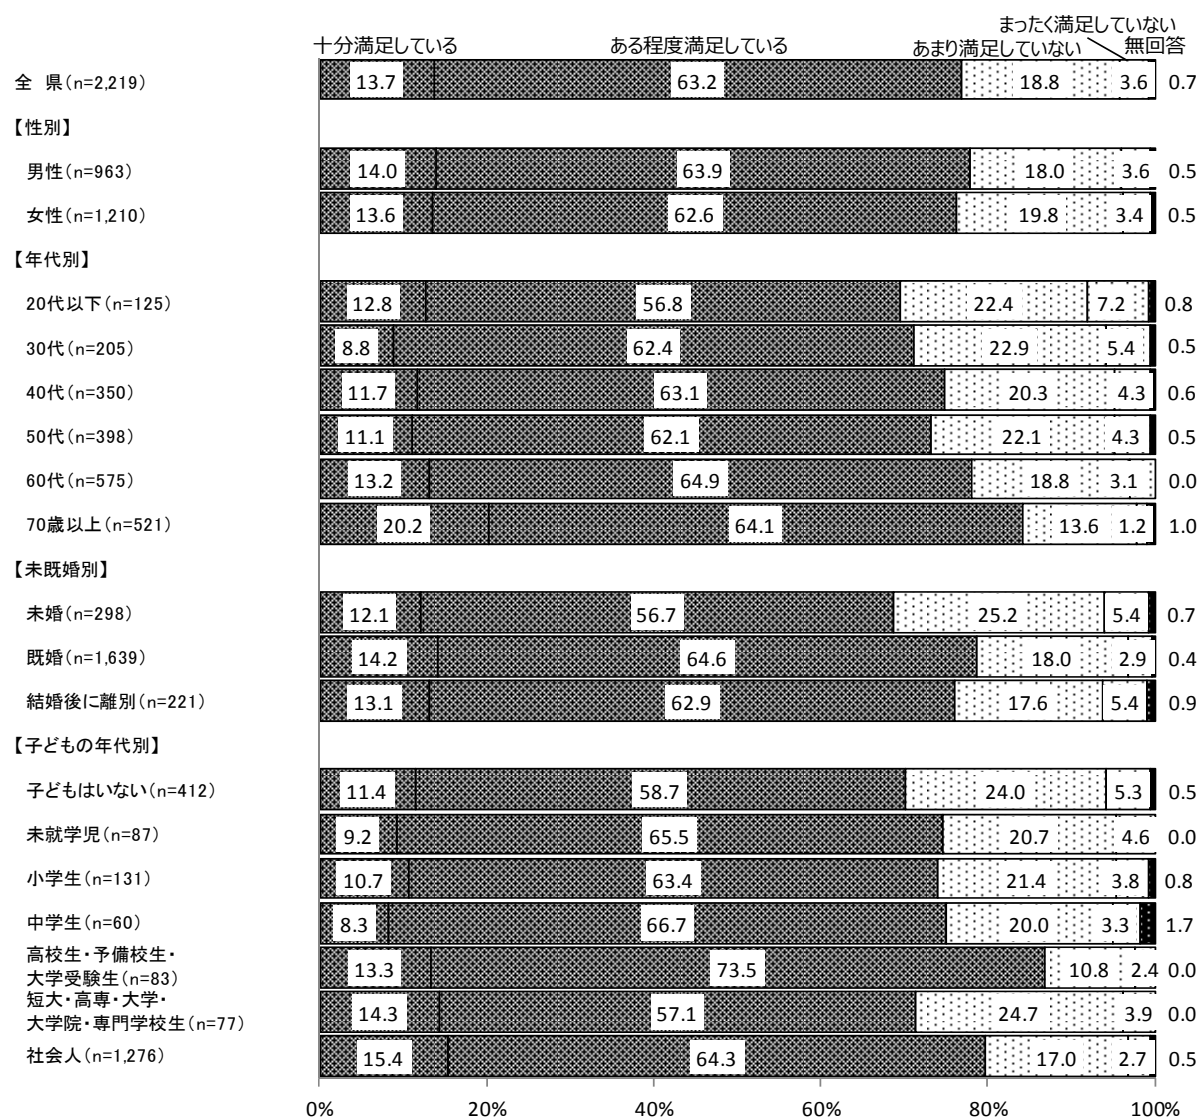 まったく満足していない
十分満足している ある程度満足している あまり満足していない 無回答
全 県(n=2,219) 13.7 63.2 18.8 3.6 0.7
【性別】
男性(n=963) 14.0 63.9 18.0 3.6 0.5
女性(n=1,210) 13.6 62.6 19.8 3.4 0.5
【年代別】
20代以下(n=125) 12.8 56.8 22.4 7.2 0.8
30代(n=205) 8.8 62.4 22.9 5.4 0.5
40代(n=350) 11.7 63.1 20.3 4.3 0.6
50代(n=398) 11.1 62.1 22.1 4.3 0.5
60代(n=575) 13.2 64.9 18.8 3.1 0.0
70歳以上(n=521) 20.2 64.1 13.6 1.2 1.0
【未既婚別】
未婚(n=298) 12.1 56.7 25.2 5.4 0.7
既婚(n=1,639) 14.2 64.6 18.0 2.9 0.4
結婚後に離別(n=221) 13.1 62.9 17.6 5.4 0.9
【子どもの年代別】
子どもはいない(n=412) 11.4 58.7 24.0 5.3 0.5
未就学児(n=87) 9.2 65.5 20.7 4.6 0.0
小学生(n=131) 10.7 63.4 21.4 3.8 0.8
中学生(n=60) 8.3 66.7 20.0 3.3 1.7
高校生・予備校生・
大学受験生(n=83) 13.3 73.5 10.8 2.4 0.0
短大・高専・大学・
大学院・専門学校生(n=77) 14.3 57.1 24.7 3.9 0.0
社会人(n=1,276) 15.4 64.3 17.0 2.7 0.5
0% 20% 40% 60% 80% 100%